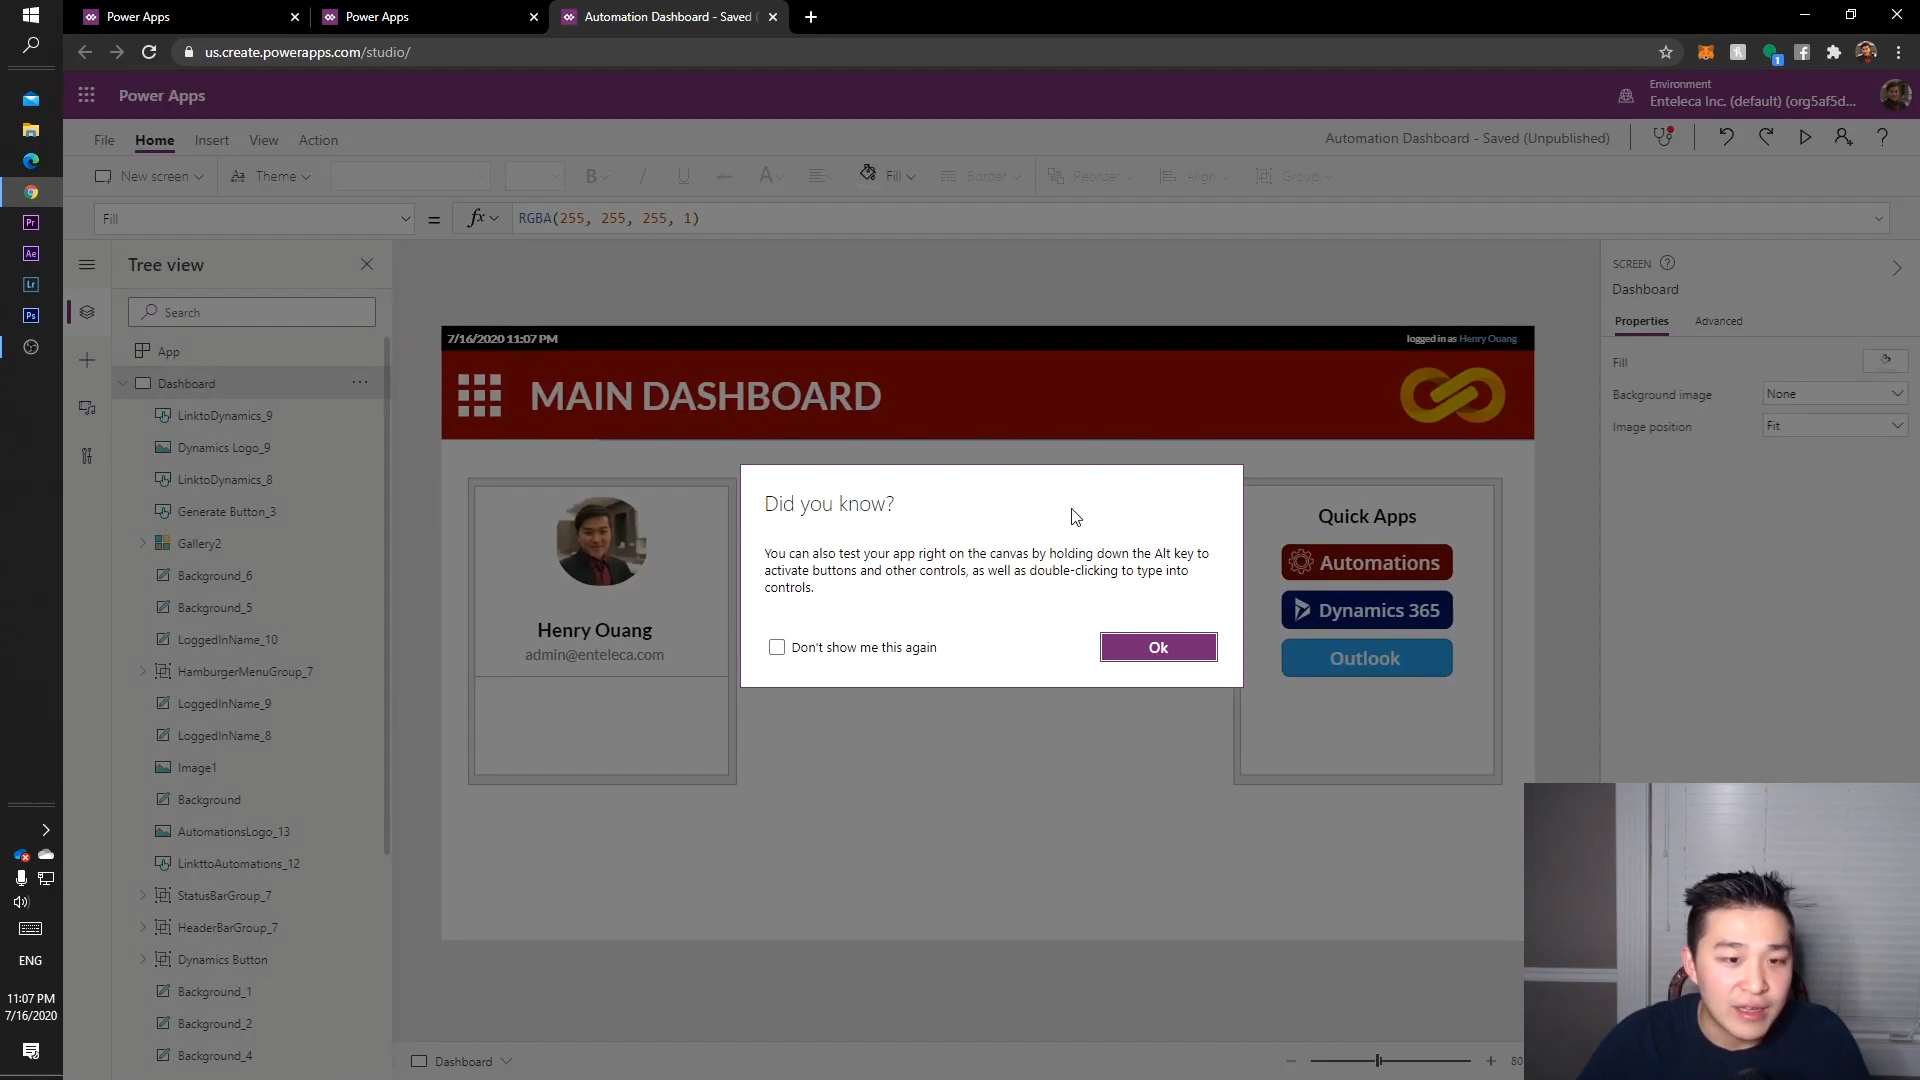 Power Apps
Power Apps
Automation Dashboard - Saved (
us.create.powerapps.com/studio/
1
Power Apps
Environment
Enteleca Inc. (default) (org5af5d...
File Home Insert View Action
Automation Dashboard - Saved (Unpublished)
New screen
Theme
B
Fill
Border
Reorder
Align
Group
Fill
=
fx
RGBA(255, 255, 255, 1)
Pr
Ae
Lr
Ps
Tree view
Search
App
Dashboard
LinktoDynamics_9
Dynamics Logo_9
LinktoDynamics_8
Generate Button_3
Gallery2
Background_6
Background_5
LoggedInName_10
HamburgerMenuGroup_7
LoggedInName_9
LoggedInName_8
Image1
Background
AutomationsLogo_13
LinkttoAutomations_12
StatusBarGroup_7
HeaderBarGroup_7
Dynamics Button
Background_1
Background_2
Background_4
7/16/2020 11:07 PM
logged in as Henry Ouang
MAIN DASHBOARD
Henry Ouang
admin@enteleca.com
Did you know?
You can also test your app right on the canvas by holding down the Alt key to
activate buttons and other controls, as well as double-clicking to type into
controls.
Don't show me this again
Ok
Quick Apps
Automations
Dynamics 365
Outlook
SCREEN
Dashboard
Properties Advanced
Fill
Background image
None
Image position
Fit
Dashboard
80
ENG
11:07 PM
7/16/2020